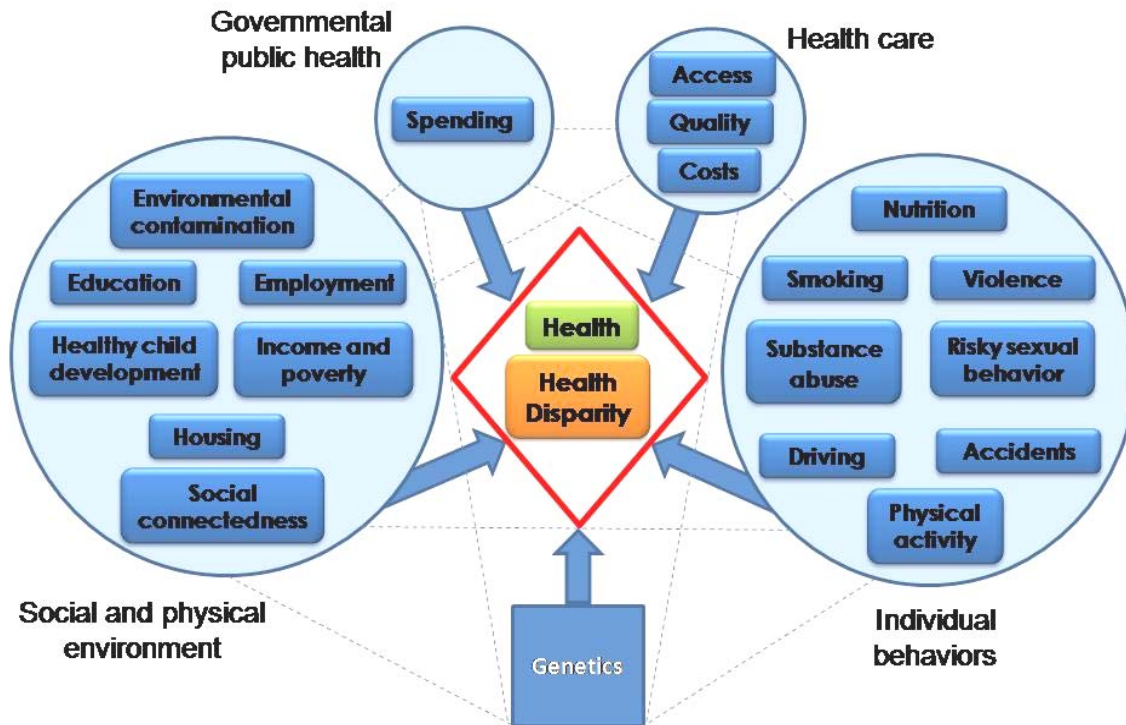 Governmental
public health
Spending
Health care
Access
Quality
Costs
Environmental
contamination
Education
Employment
Healthy child
development
Income and
poverty
Housing
Social
connectedness
Social and physical
environment
Health
Health
Disparity
Nutrition
Smoking
Violence
Substance
abuse
Risky sexual
behavior
Driving
Accidents
Physical
activity
Individual
behaviors
Genetics